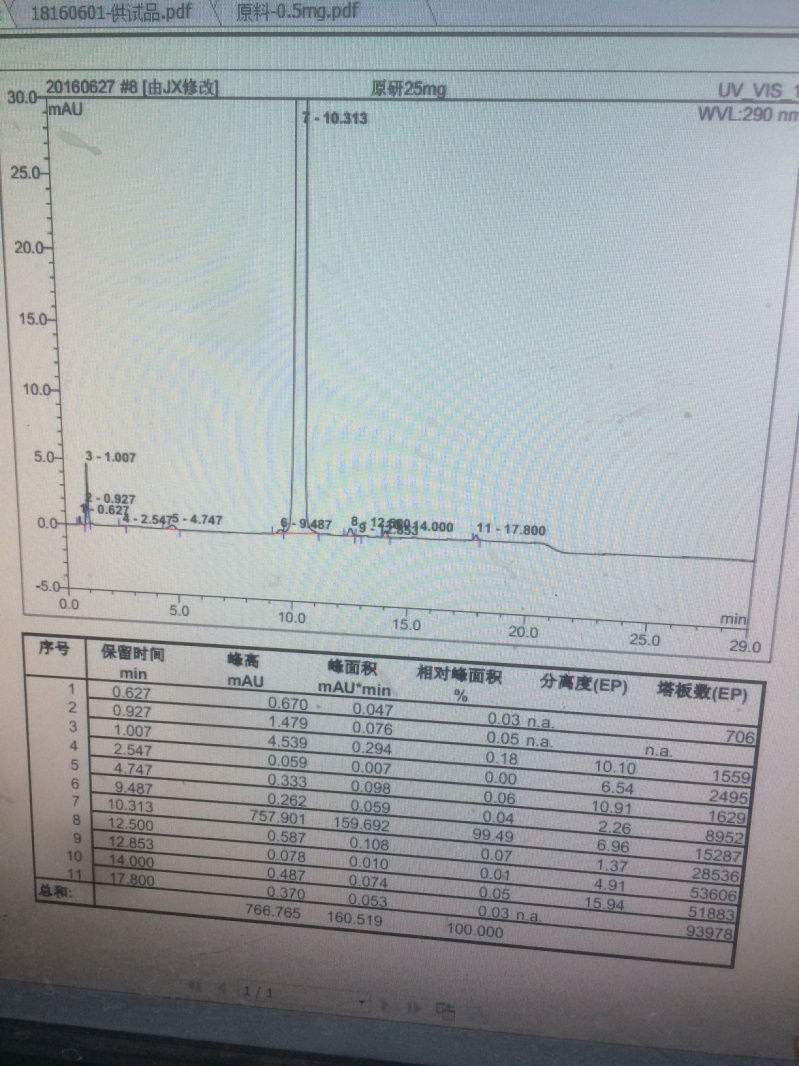 18160601-供试品.pdf 原料-0.5mg.pdf
20160627 #8 [由JX修改] 原研25mg UV_VIS_1
WVL:290 nm
30.0
mAU
7 - 10.313
25.0
20.0
15.0
10.0
5.0
3 - 1.007
2 - 0.927
1 - 0.627
4 - 2.547
5 - 4.747
6 - 9.487
8 - 12.500
9 - 12.853
14.000
11 - 17.800
0.0
-5.0
0.0 5.0 10.0 15.0 20.0 25.0 29.0
min
序号 保留时间 峰高 峰面积 相对峰面积 分离度(EP) 塔板数(EP)
min mAU mAU*min %
1 0.627 0.670 0.047 0.03 n.a. 706
2 0.927 1.479 0.076 0.05 n.a. n.a.
3 1.007 4.539 0.294 0.18 10.10 1559
4 2.547 0.059 0.007 0.00 6.54 2495
5 4.747 0.333 0.098 0.06 10.91 1629
6 9.487 0.262 0.059 0.04 2.26 8952
7 10.313 757.901 159.692 99.49 6.96 15287
8 12.500 0.587 0.108 0.07 1.37 28536
9 12.853 0.078 0.010 0.01 4.91 53606
10 14.000 0.487 0.074 0.05 15.94 51883
11 17.800 0.370 0.053 0.03 n.a. 93978
总和: 766.765 160.519 100.000
1 / 1